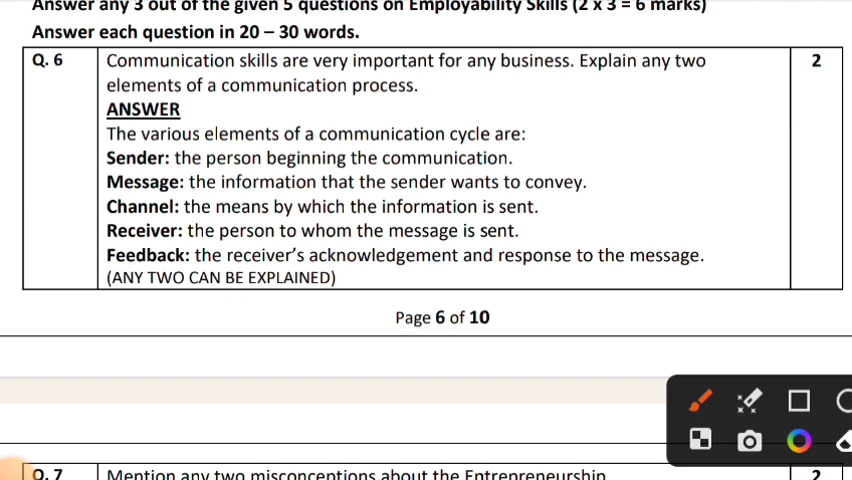 Answer any 3 out of the given 5 questions on Employability Skills (2 x 3 = 6 marks)
Answer each question in 20 – 30 words.
Q. 6 Communication skills are very important for any business. Explain any two 2
elements of a communication process.
ANSWER
The various elements of a communication cycle are:
Sender: the person beginning the communication.
Message: the information that the sender wants to convey.
Channel: the means by which the information is sent.
Receiver: the person to whom the message is sent.
Feedback: the receiver’s acknowledgement and response to the message.
(ANY TWO CAN BE EXPLAINED)
Page 6 of 10
Q. 7 Mention any two misconceptions about the Entrepreneurship. 2